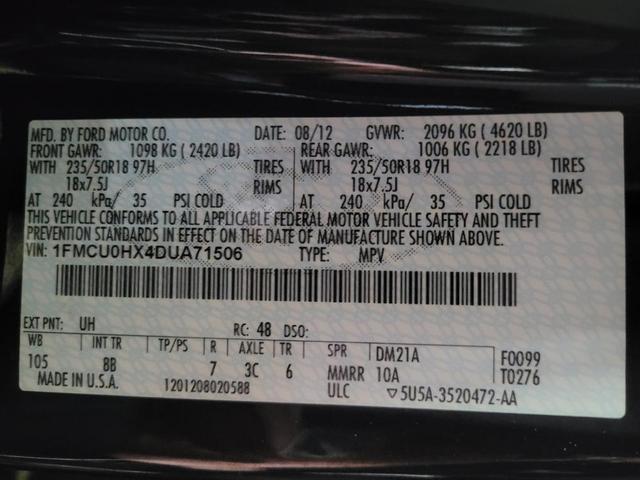 MFD. BY FORD MOTOR CO. DATE: 08/12 GVWR: 2096 KG ( 4620 LB)
FRONT GAWR: 1098 KG ( 2420 LB) REAR GAWR: 1006 KG ( 2218 LB)
WITH 235/50R18 97H TIRES WITH 235/50R18 97H TIRES
18x7.5J RIMS 18x7.5J RIMS
AT 240 kPa/ 35 PSI COLD AT 240 kPa/ 35 PSI COLD
THIS VEHICLE CONFORMS TO ALL APPLICABLE FEDERAL MOTOR VEHICLE SAFETY AND THEFT
PREVENTION STANDARDS IN EFFECT ON THE DATE OF MANUFACTURE SHOWN ABOVE.
VIN: 1FMCU0HX4DUA71506 TYPE: MPV
EXT PNT: UH RC: 48 DSO:
WB INT TR TP/PS R AXLE TR SPR DM21A F0099
105 8B 7 3C 6 MMRR 10A T0276
MADE IN U.S.A. 1201208020588 ULC ▽5U5A-3520472-AA